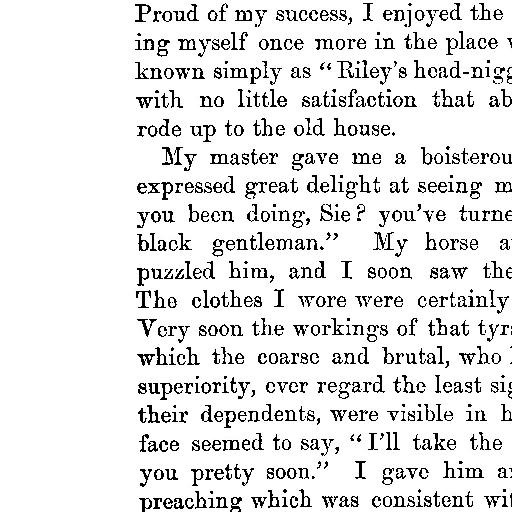 Proud of my success, I enjoyed the
ing myself once more in the place
known simply as "Riley's head-nigg
with no little satisfaction that ab
rode up to the old house.
My master gave me a boisterou
expressed great delight at seeing m
you been doing, Sie? you've turne
black gentleman." My horse a
puzzled him, and I soon saw the
The clothes I wore were certainly
Very soon the workings of that tyr
which the coarse and brutal, who
superiority, ever regard the least sig
their dependents, were visible in h
face seemed to say, "I'll take the
you pretty soon." I gave him a
preaching which was consistent wit